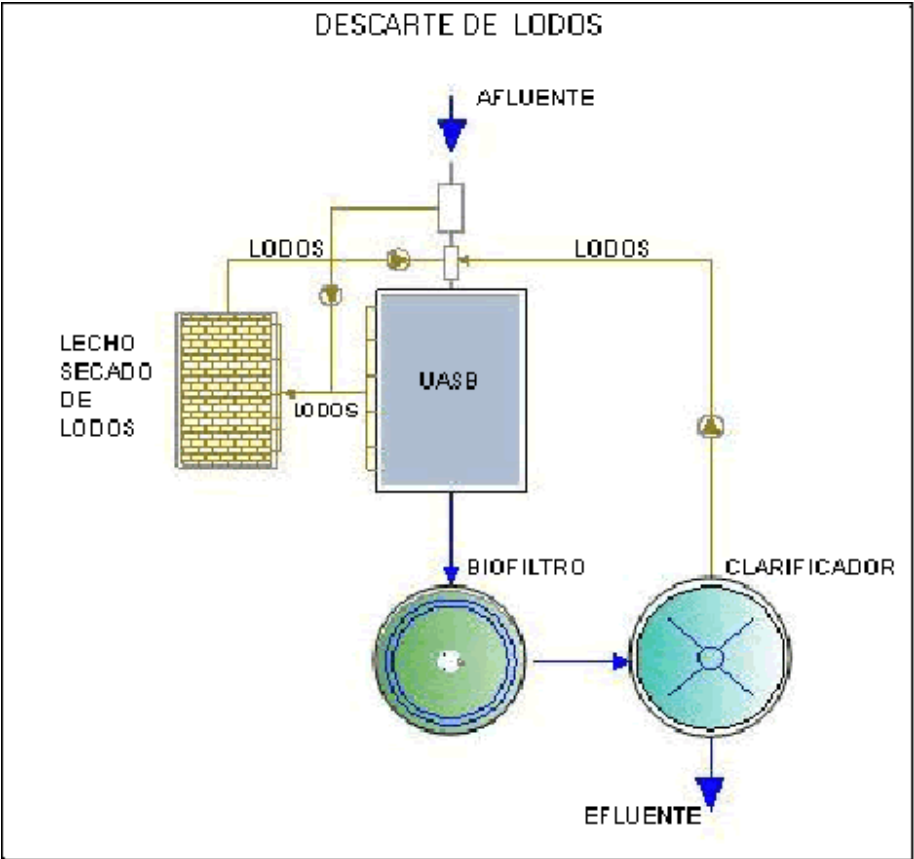 DESCARTE DE LODOS
AFLUENTE
LODOS
LODOS
LECHO
SECADO
DE
LODOS
UASB
LODOS
BIOFILTRO
CLARIFICADOR
EFLUENTE